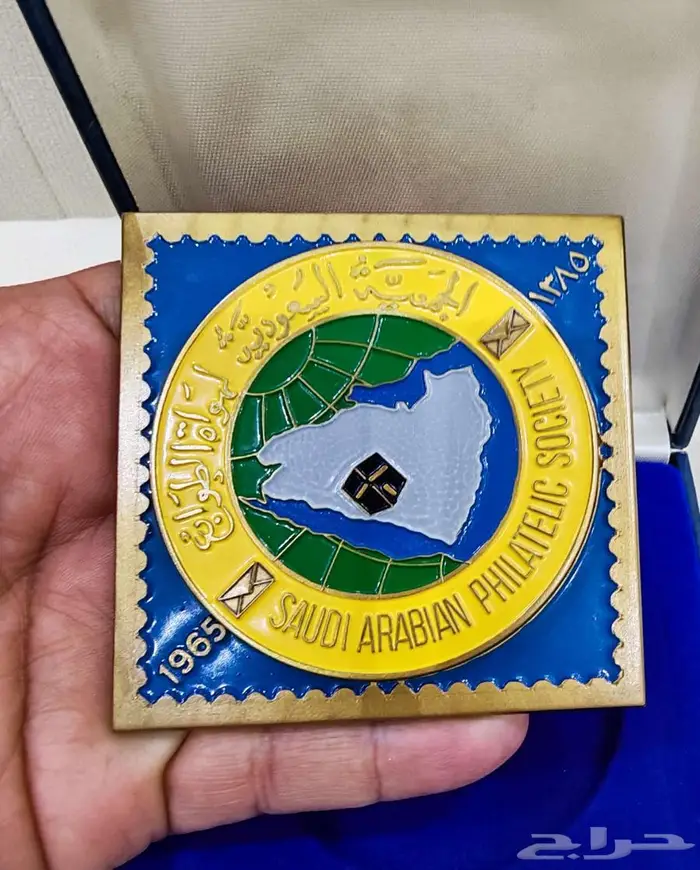 الجمعية السعودية
لهواة الطوابع
١٣٨٥
SAUDI ARABIAN PHILATELIC SOCIETY
1965
حراج